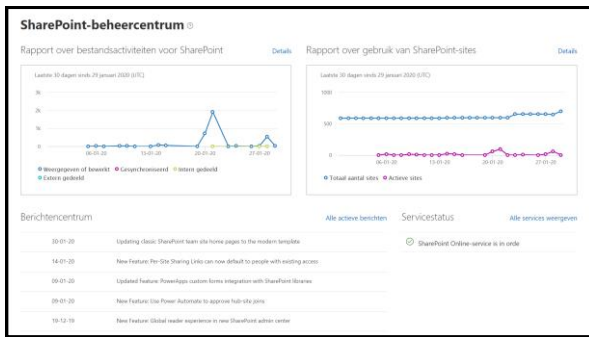 SharePoint-beheercentrum
Rapport over bestandsactiviteiten voor SharePoint
Details
Laatste 30 dagen einds 29 januari 2020 (UTC)
3k
2k
1k
0
06-01-20 13-01-20 20-01-20 27-01-20
Weergegeven of bewerkt Gesynchroniseerd Intern gedeeld
Extern gedeeld
Rapport over gebruik van SharePoint-sites
Details
Laatste 30 dagen einds 29 januari 2020 (UTC)
1000
500
0
06-01-20 13-01-20 20-01-20 27-01-20
Totaal aantal sites Actieve sites
Berichtencentrum
Alle actieve berichten
30-01-20 Updating classic SharePoint team site home pages to the modern template
14-01-20 New Feature: Per-Site Sharing Links can now default to people with existing access
09-01-20 Updated feature: PowerApps custom forms integration with SharePoint libraries
09-01-20 New Feature: Use Power Automate to approve hub site joins
19-12-19 New Feature: Global reader experience in new SharePoint admin center
Servicestatus
Alle services weergeven
SharePoint Online-service is in orde